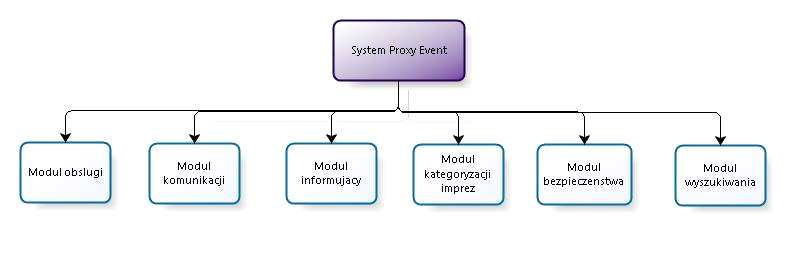 System Proxy Event
Modul obslugi
Modul
komunikacji
Modul
informujacy
Modul
kategoryzacji
imprez
Modul
bezpieczenstwa
Modul
wyszukiwania